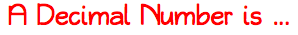 A Decimal Number is ...